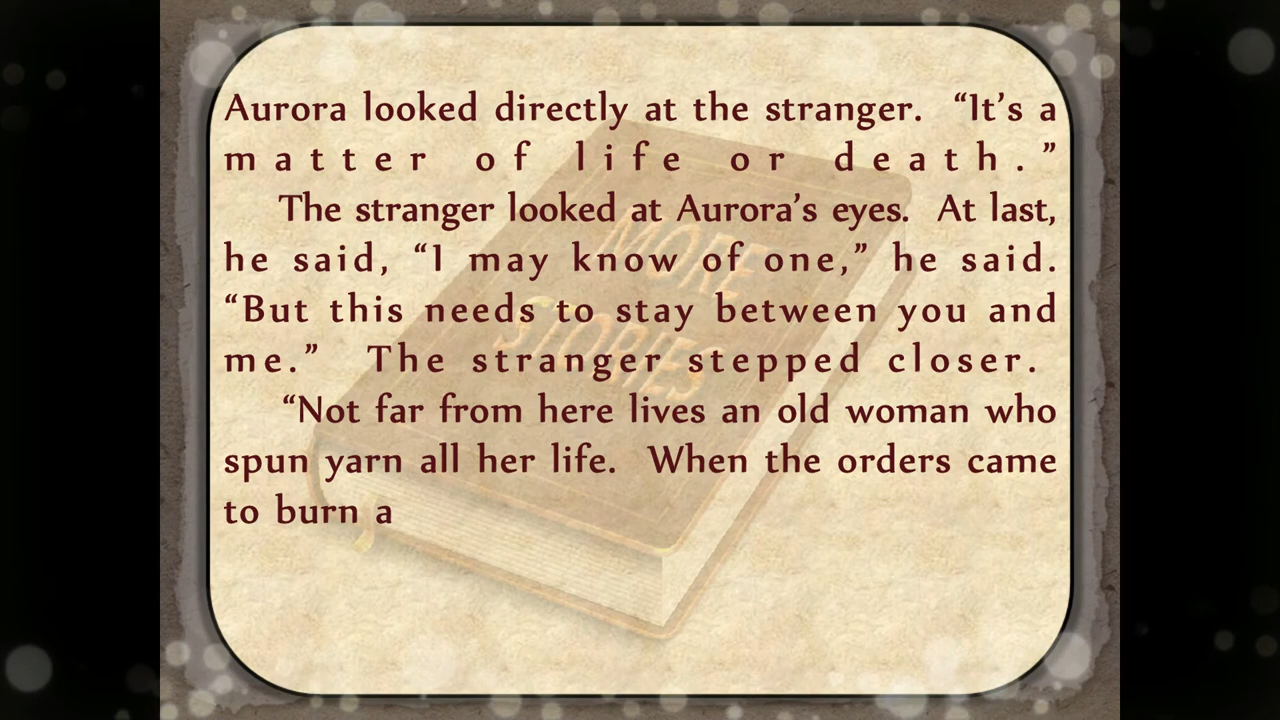 Aurora looked directly at the stranger.  “It’s a
matter of life or death.”
The stranger looked at Aurora’s eyes.  At last,
he said, “I may know of one,” he said.
“But this needs to stay between you and
me.”  The stranger stepped closer.
“Not far from here lives an old woman who
spun yarn all her life.  When the orders came
to burn a
MORE
STORIES